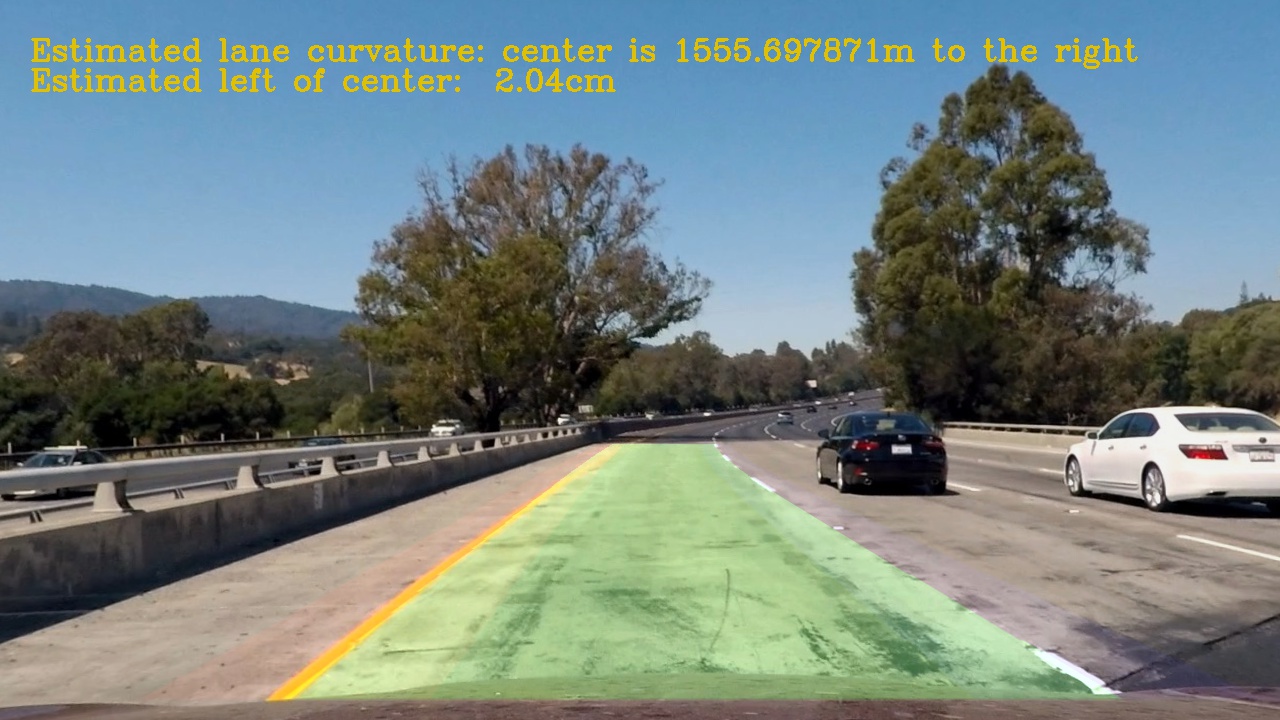 Estimated lane curvature: center is 1555.697871m to the right
Estimated left of center:  2.04cm